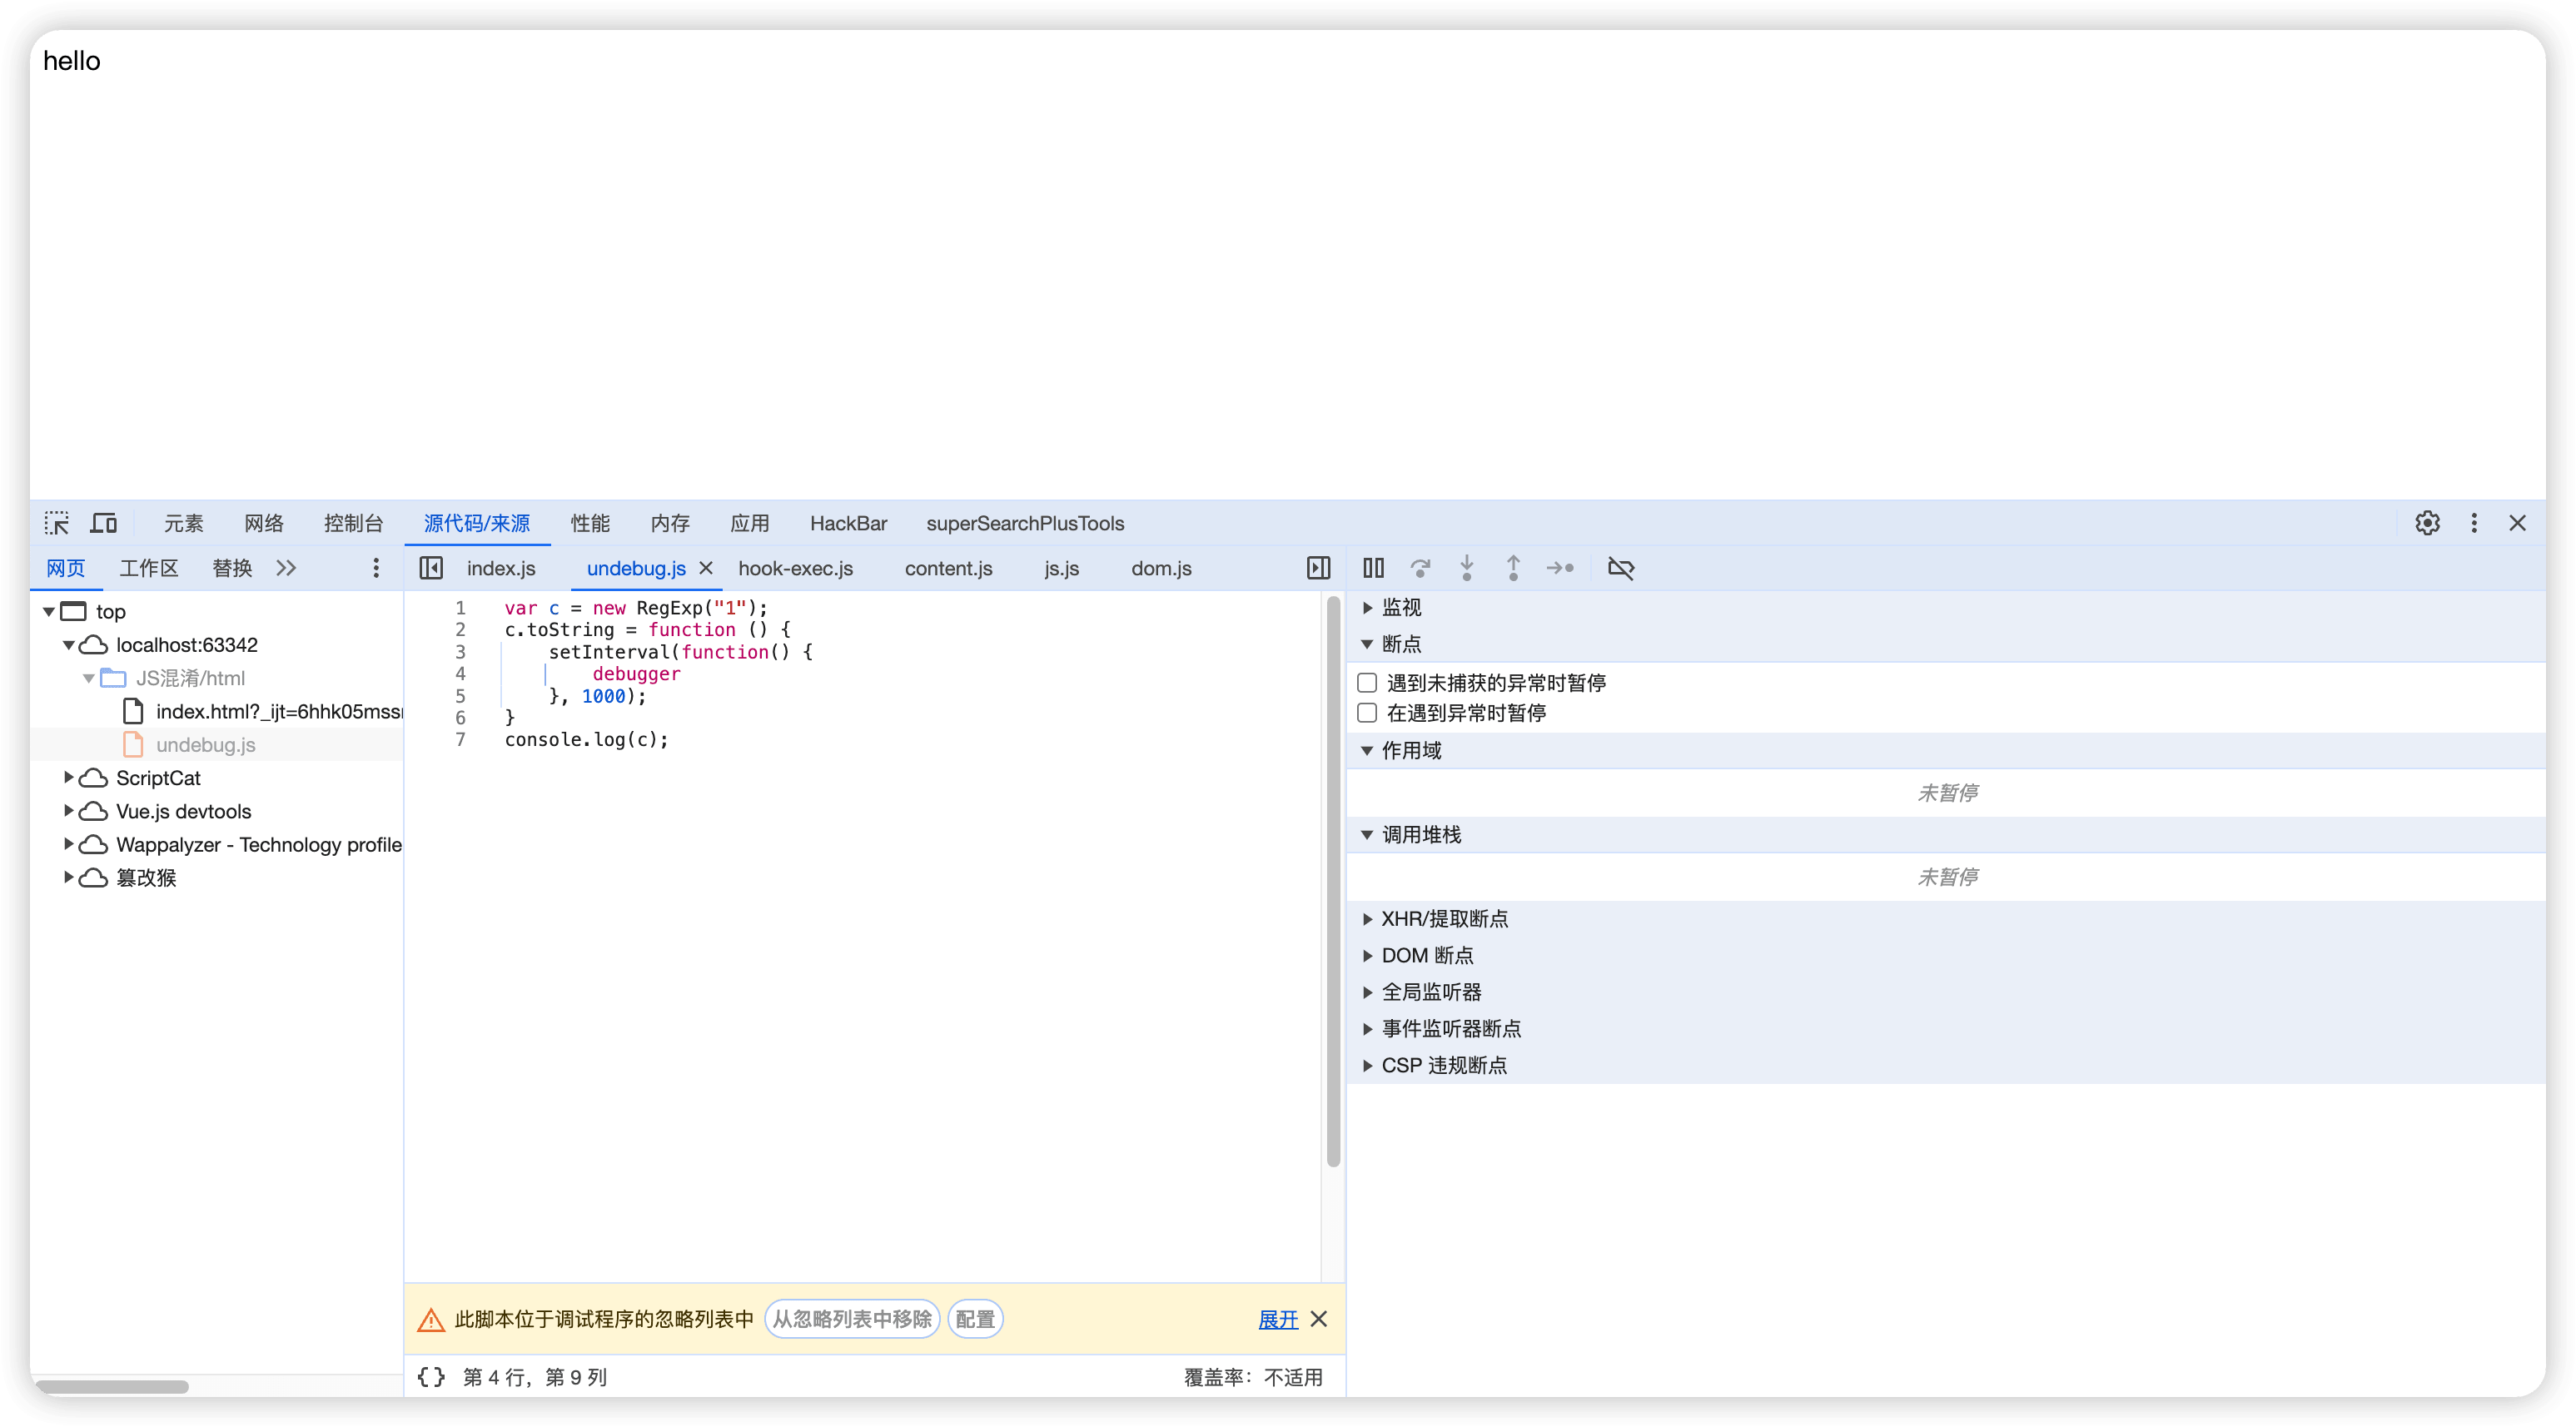 hello
元素 网络 控制台 源代码/来源 性能 内存 应用 HackBar superSearchPlusTools
网页 工作区 替换
top
localhost:63342
JS混淆/html
index.html?_ijt=6hhk05mssr
undebug.js
ScriptCat
Vue.js devtools
Wappalyzer - Technology profile
篡改猴
index.js undebug.js hook-exec.js content.js js.js dom.js
1 var c = new RegExp("1");
2 c.toString = function () {
3     setInterval(function() {
4         debugger
5     }, 1000);
6 }
7 console.log(c);
此脚本位于调试程序的忽略列表中 从忽略列表中移除 配置 展开
{} 第 4 行，第 9 列 覆盖率：不适用
监视
断点
遇到未捕获的异常时暂停
在遇到异常时暂停
作用域
未暂停
调用堆栈
未暂停
XHR/提取断点
DOM 断点
全局监听器
事件监听器断点
CSP 违规断点